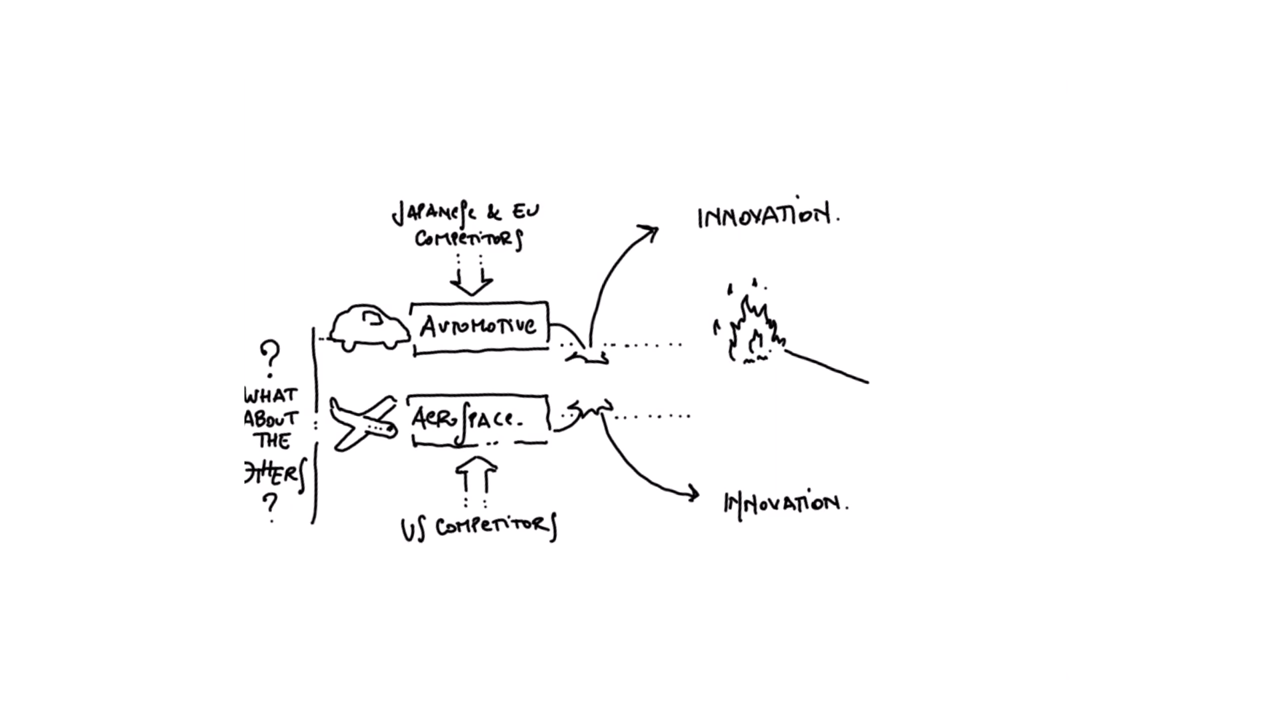 JAPANESE & EU
COMPETITORS
INNOVATION.
AUTOMOTIVE
?
WHAT
ABOUT
THE
OTHERS
?
AEROSPACE.
US COMPETITORS
INNOVATION.